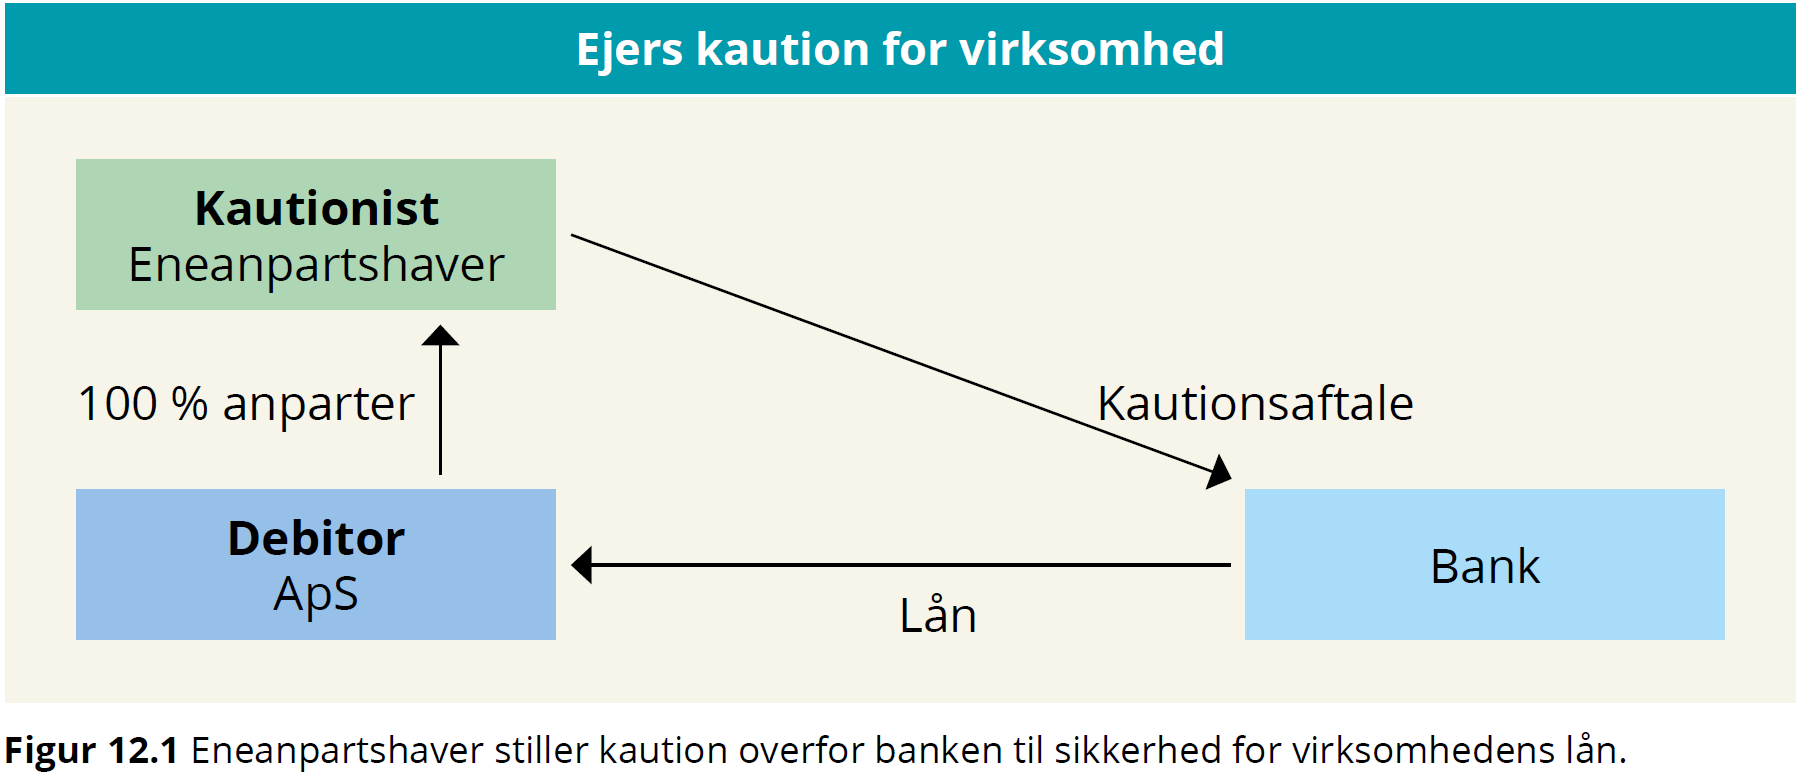 Ejers kaution for virksomhed
Kautionist
Eneanpartshaver
100 % anparter
Kautionsaftale
Debitor
ApS
Bank
Lån
Figur 12.1 Eneanpartshaver stiller kaution overfor banken til sikkerhed for virksomhedens lån.